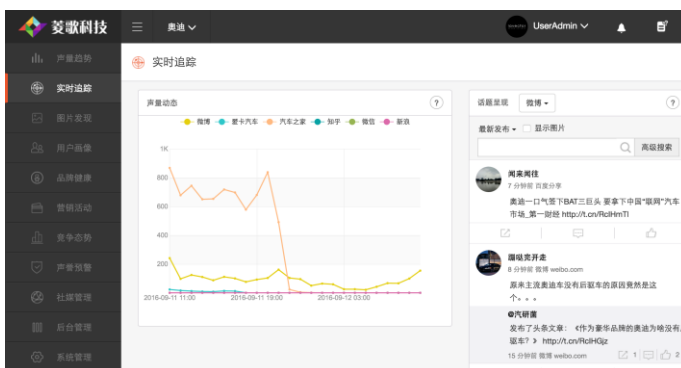 菱歌科技
奥迪
UserAdmin
声量趋势
实时追踪
图片发现
用户画像
品牌健康
营销活动
竞争态势
声誉预警
社媒管理
后台管理
系统管理
实时追踪
声量动态
?
微博 爱卡汽车 汽车之家 知乎 微信 新浪
1K
800
600
400
200
2016-09-11 11:00 2016-09-11 19:00 2016-09-12 03:00
话题呈现 微博
?
最新发布 显示图片
高级搜索
闻来闻往
7 分钟前 百度分享
奥迪一口气签下BAT三巨头 要拿下中国"联网"汽车
市场_第一财经 http://t.cn/RcIHmTI
蹦哒宽开走
8 分钟前 微博 weibo.com
原来主流奥迪车没有后驱车的原因竟然是这
个。。。
@汽研菌
发布了头条文章：《作为豪华品牌的奥迪为啥没有
驱车？》 http://t.cn/RcIHGjz
15 分钟前 微博 weibo.com 1 2